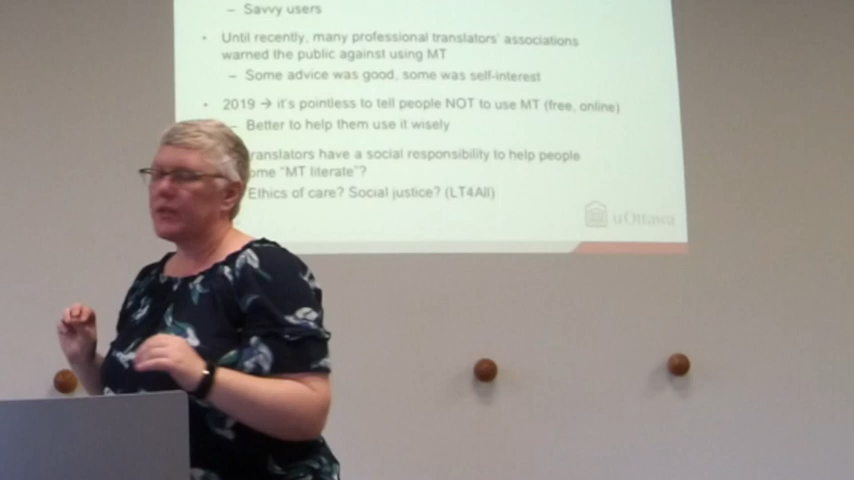 – Savvy users
• Until recently, many professional translators' associations
warned the public against using MT
– Some advice was good, some was self-interest
• 2019 → it's pointless to tell people NOT to use MT (free, online)
– Better to help them use it wisely
ranslators have a social responsibility to help people
ome "MT literate"?
Ethics of care? Social justice? (LT4All)
uOttawa